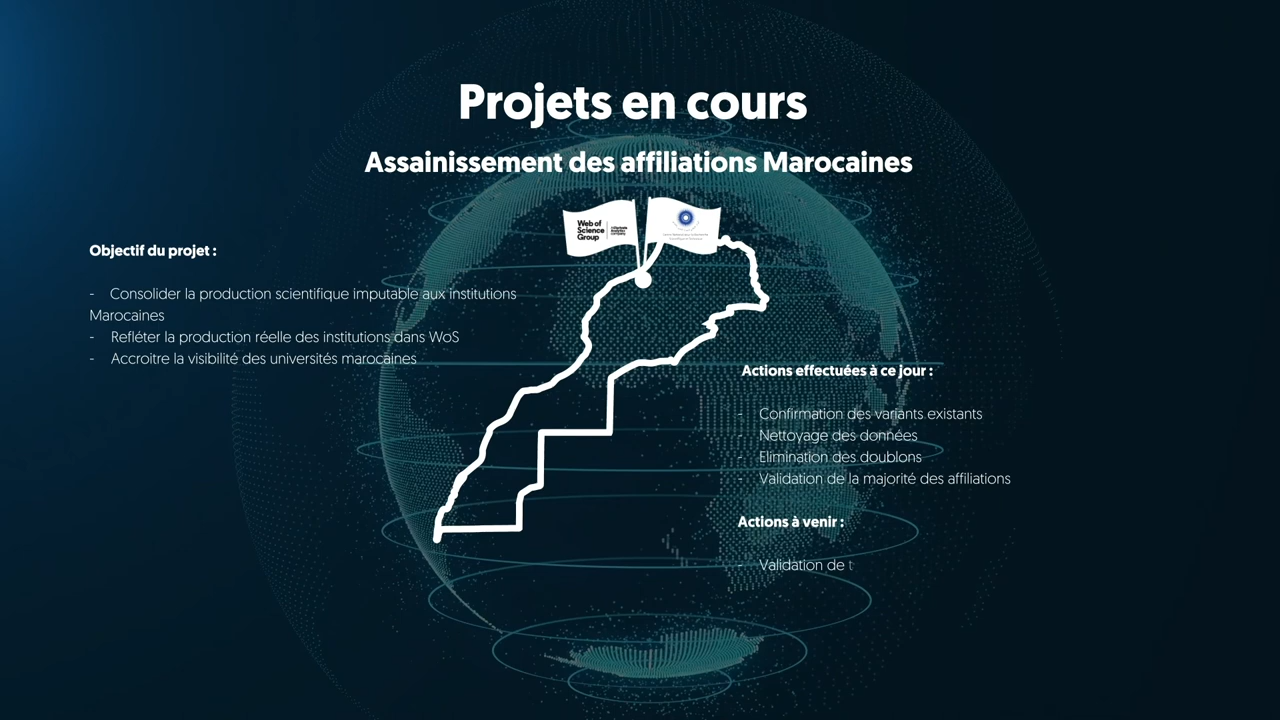 Projets en cours
Assainissement des affiliations Marocaines
Web of
Science
Group
Objectif du projet :
- Consolider la production scientifique imputable aux institutions
Marocaines
- Refléter la production réelle des institutions dans WoS
- Accroitre la visibilité des universités marocaines
Actions effectuées à ce jour :
- Confirmation des variants existants
- Nettoyage des données
- Elimination des doublons
- Validation de la majorité des affiliations
Actions à venir :
- Validation de t